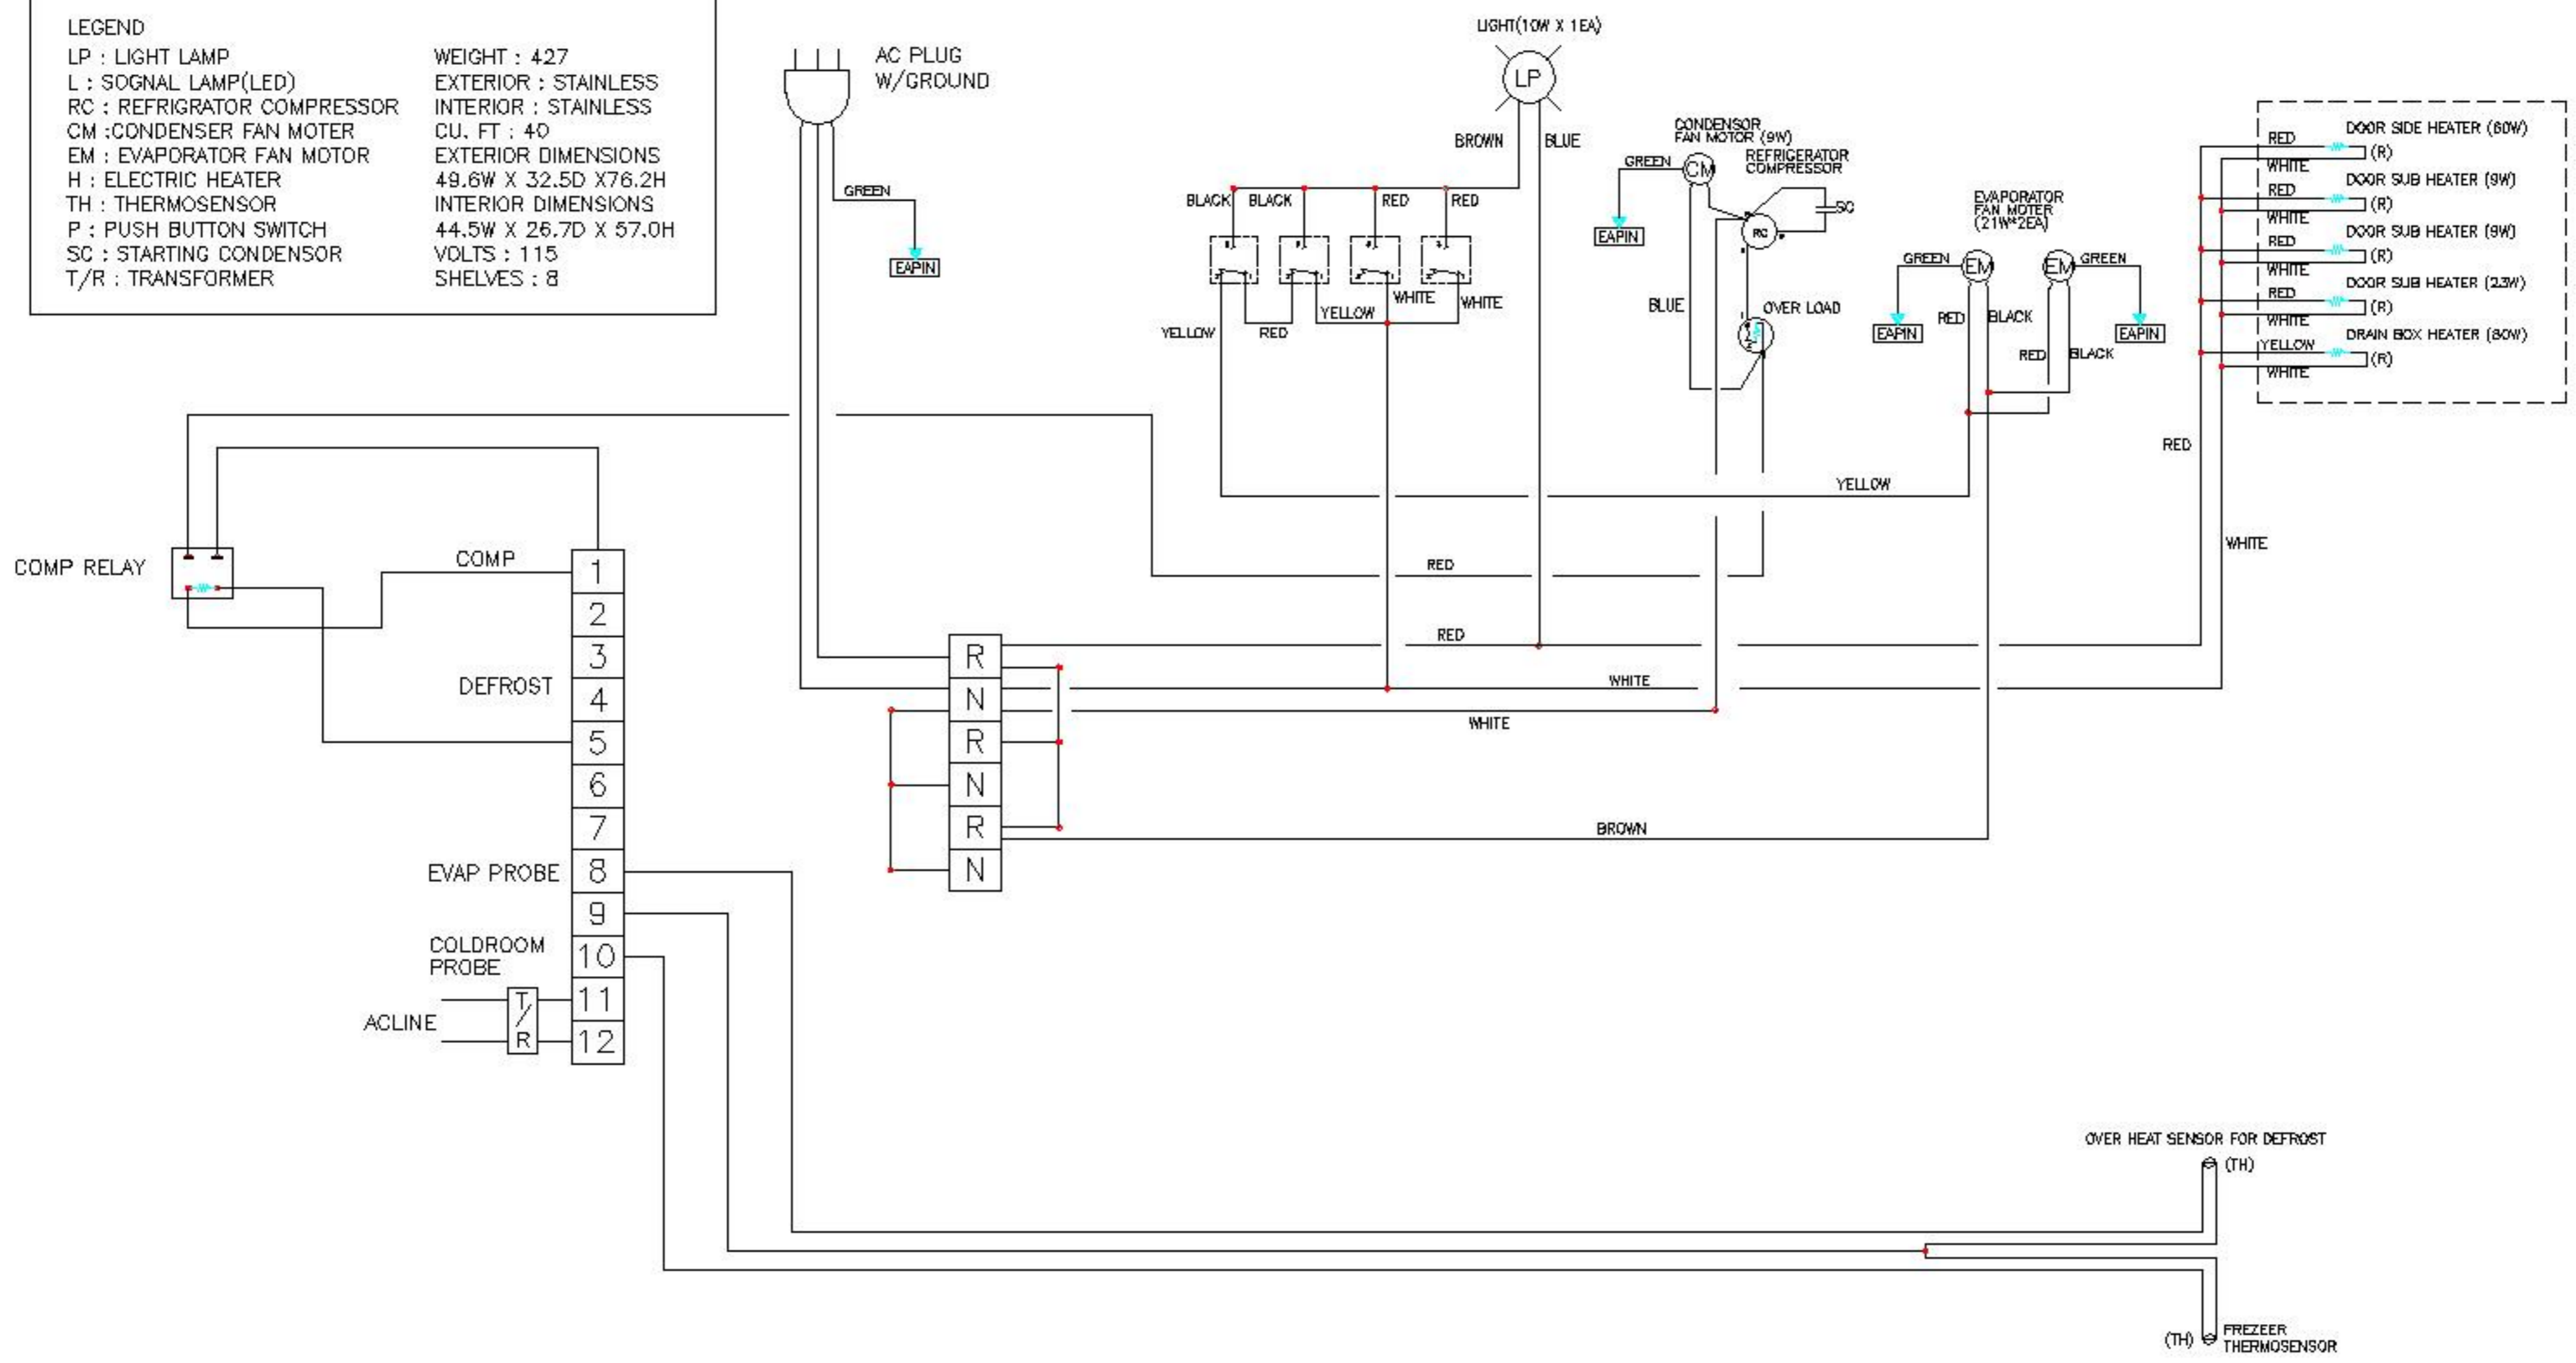 LEGEND
LP : LIGHT LAMP
L : SOGNAL LAMP(LED)
RC : REFRIGRATOR COMPRESSOR
CM :CONDENSER FAN MOTER
EM : EVAPORATOR FAN MOTOR
H : ELECTRIC HEATER
TH : THERMOSENSOR
P : PUSH BUTTON SWITCH
SC : STARTING CONDENSOR
T/R : TRANSFORMER
WEIGHT : 427
EXTERIOR : STAINLESS
INTERIOR : STAINLESS
CU. FT : 40
EXTERIOR DIMENSIONS
49.6W X 32.5D X76.2H
INTERIOR DIMENSIONS
44.5W X 26.7D X 57.0H
VOLTS : 115
SHELVES : 8
AC PLUG
W/GROUND
GREEN
EAPIN
LIGHT(10W X 1EA)
LP
BROWN
BLUE
BLACK
BLACK
RED
RED
YELLOW
RED
YELLOW
WHITE
WHITE
CONDENSOR
FAN MOTOR (9W)
GREEN
CM
EAPIN
REFRIGERATOR
COMPRESSOR
SC
RC
BLUE
OVER LOAD
EVAPORATOR
FAN MOTER
(21W*2EA)
GREEN
EM
EM
GREEN
EAPIN
EAPIN
RED
BLACK
RED
BLACK
RED
DOOR SIDE HEATER (60W)
(R)
WHITE
RED
DOOR SUB HEATER (9W)
(R)
WHITE
RED
DOOR SUB HEATER (9W)
(R)
WHITE
RED
DOOR SUB HEATER (23W)
(R)
WHITE
YELLOW
DRAIN BOX HEATER (80W)
(R)
WHITE
RED
WHITE
YELLOW
RED
RED
WHITE
WHITE
BROWN
R
N
R
N
R
N
COMP RELAY
COMP
DEFROST
EVAP PROBE
COLDROOM
PROBE
ACLINE
T/R
1
2
3
4
5
6
7
8
9
10
11
12
OVER HEAT SENSOR FOR DEFROST
(TH)
(TH)
FREZEER
THERMOSENSOR